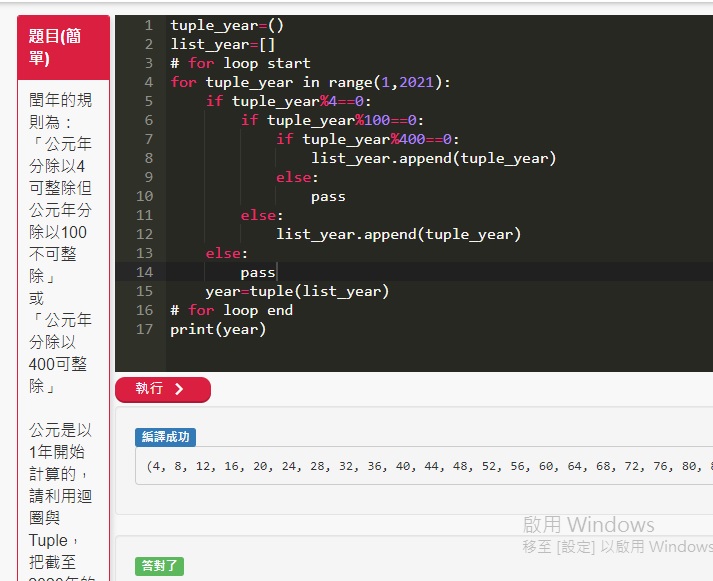 題目(簡
單)
閏年的規
則為：
「公元年
分除以4
可整除但
公元年分
除以100
不可整
除」
或
「公元年
分除以
400可整
除」
公元是以
1年開始
計算的，
請利用迴
圈與
Tuple，
把截至
1 tuple_year=()
2 list_year=[]
3 # for loop start
4 for tuple_year in range(1,2021):
5 if tuple_year%4==0:
6 if tuple_year%100==0:
7 if tuple_year%400==0:
8 list_year.append(tuple_year)
9 else:
10 pass
11 else:
12 list_year.append(tuple_year)
13 else:
14 pass
15 year=tuple(list_year)
16 # for loop end
17 print(year)
執行
編譯成功
(4, 8, 12, 16, 20, 24, 28, 32, 36, 40, 44, 48, 52, 56, 60, 64, 68, 72, 76, 80,
啟用 Windows
移至 [設定] 以啟用 Windows
答對了